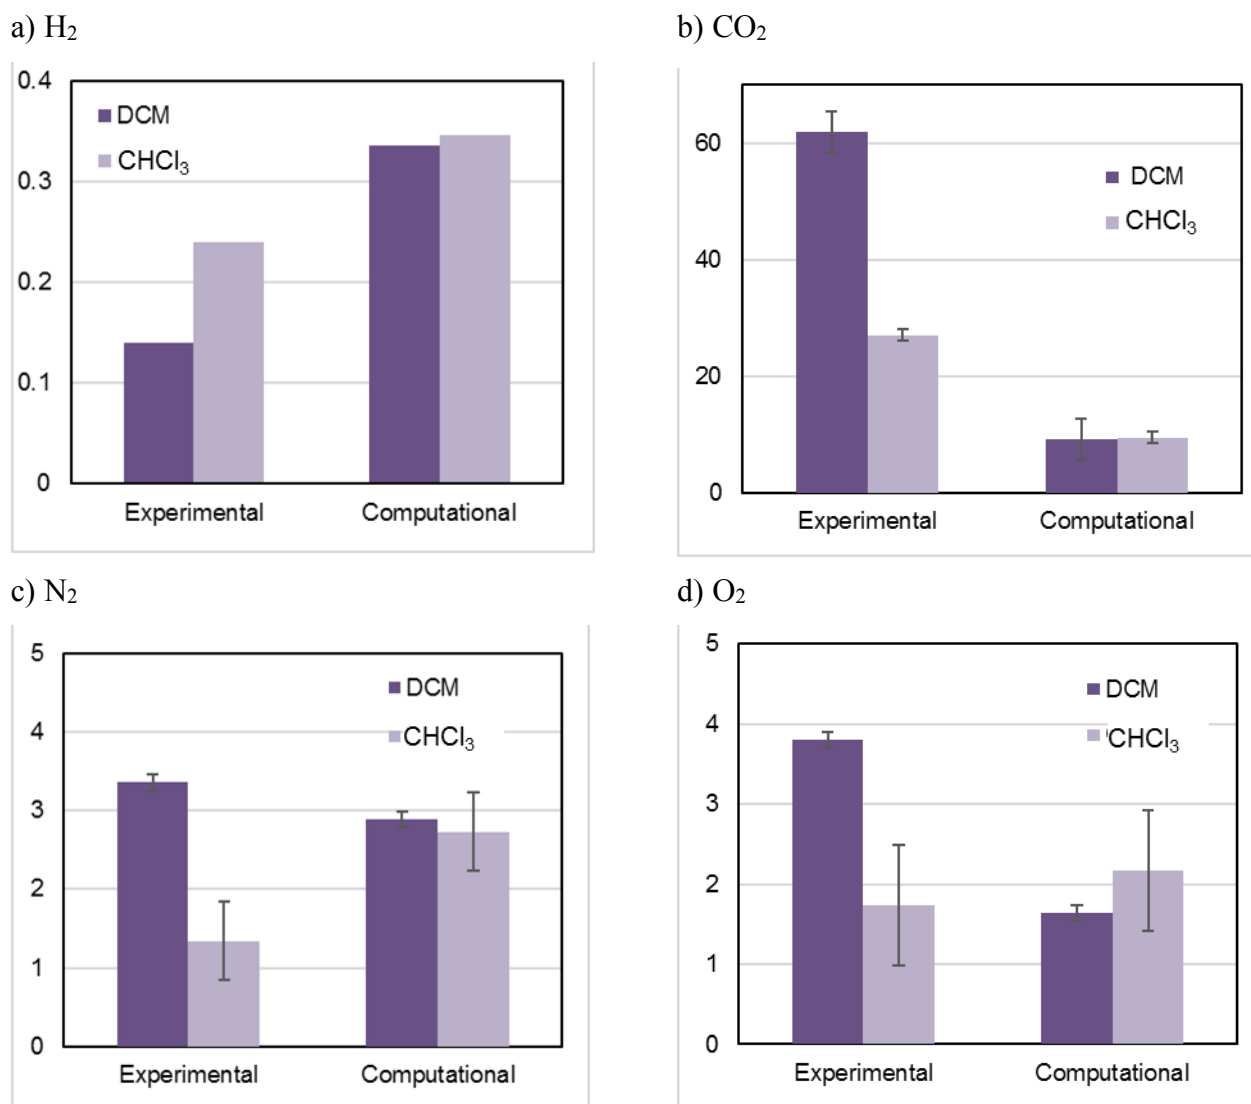 a) H₂
0.4
DCM
CHCl₃
0.3
0.2
0.1
0
Experimental Computational
b) CO₂
60
DCM
CHCl₃
40
20
0
Experimental Computational
c) N₂
5
DCM
4
CHCl₃
3
2
1
0
Experimental Computational
d) O₂
5
DCM
4
CHCl₃
3
2
1
0
Experimental Computational